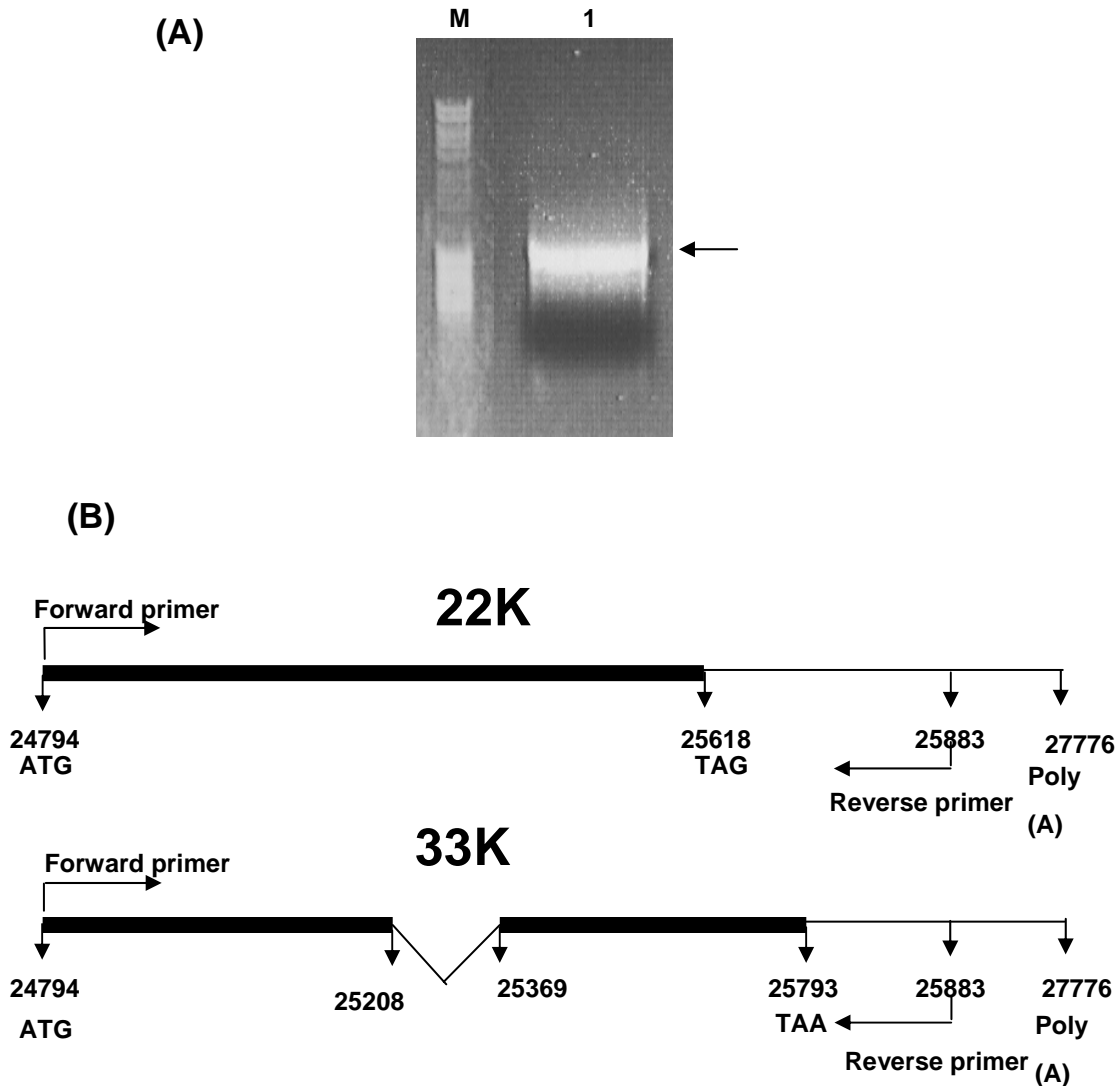 (A)
M 1
(B)
22K
Forward primer
24794 25618 25883 27776
ATG TAG Poly
Reverse primer (A)
33K
Forward primer
24794 25208 25369 25793 25883 27776
ATG TAA Poly
Reverse primer (A)